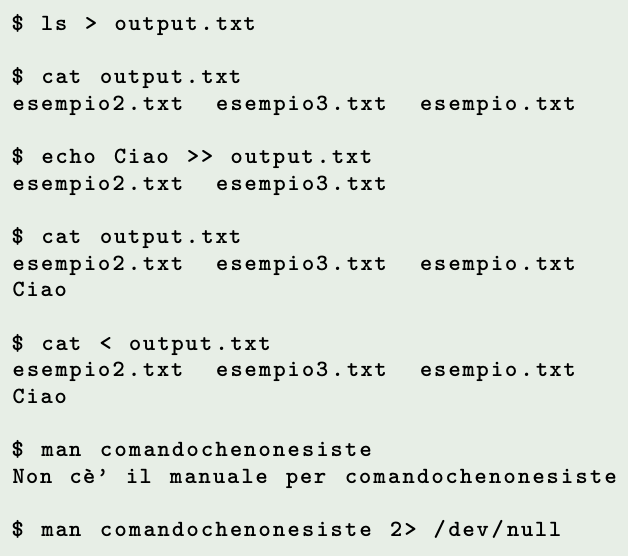 $ ls > output.txt
$ cat output.txt
esempio2.txt  esempio3.txt  esempio.txt
$ echo Ciao >> output.txt
esempio2.txt  esempio3.txt
$ cat output.txt
esempio2.txt  esempio3.txt  esempio.txt
Ciao
$ cat < output.txt
esempio2.txt  esempio3.txt  esempio.txt
Ciao
$ man comandochenonesiste
Non cè’ il manuale per comandochenonesiste
$ man comandochenonesiste 2> /dev/null